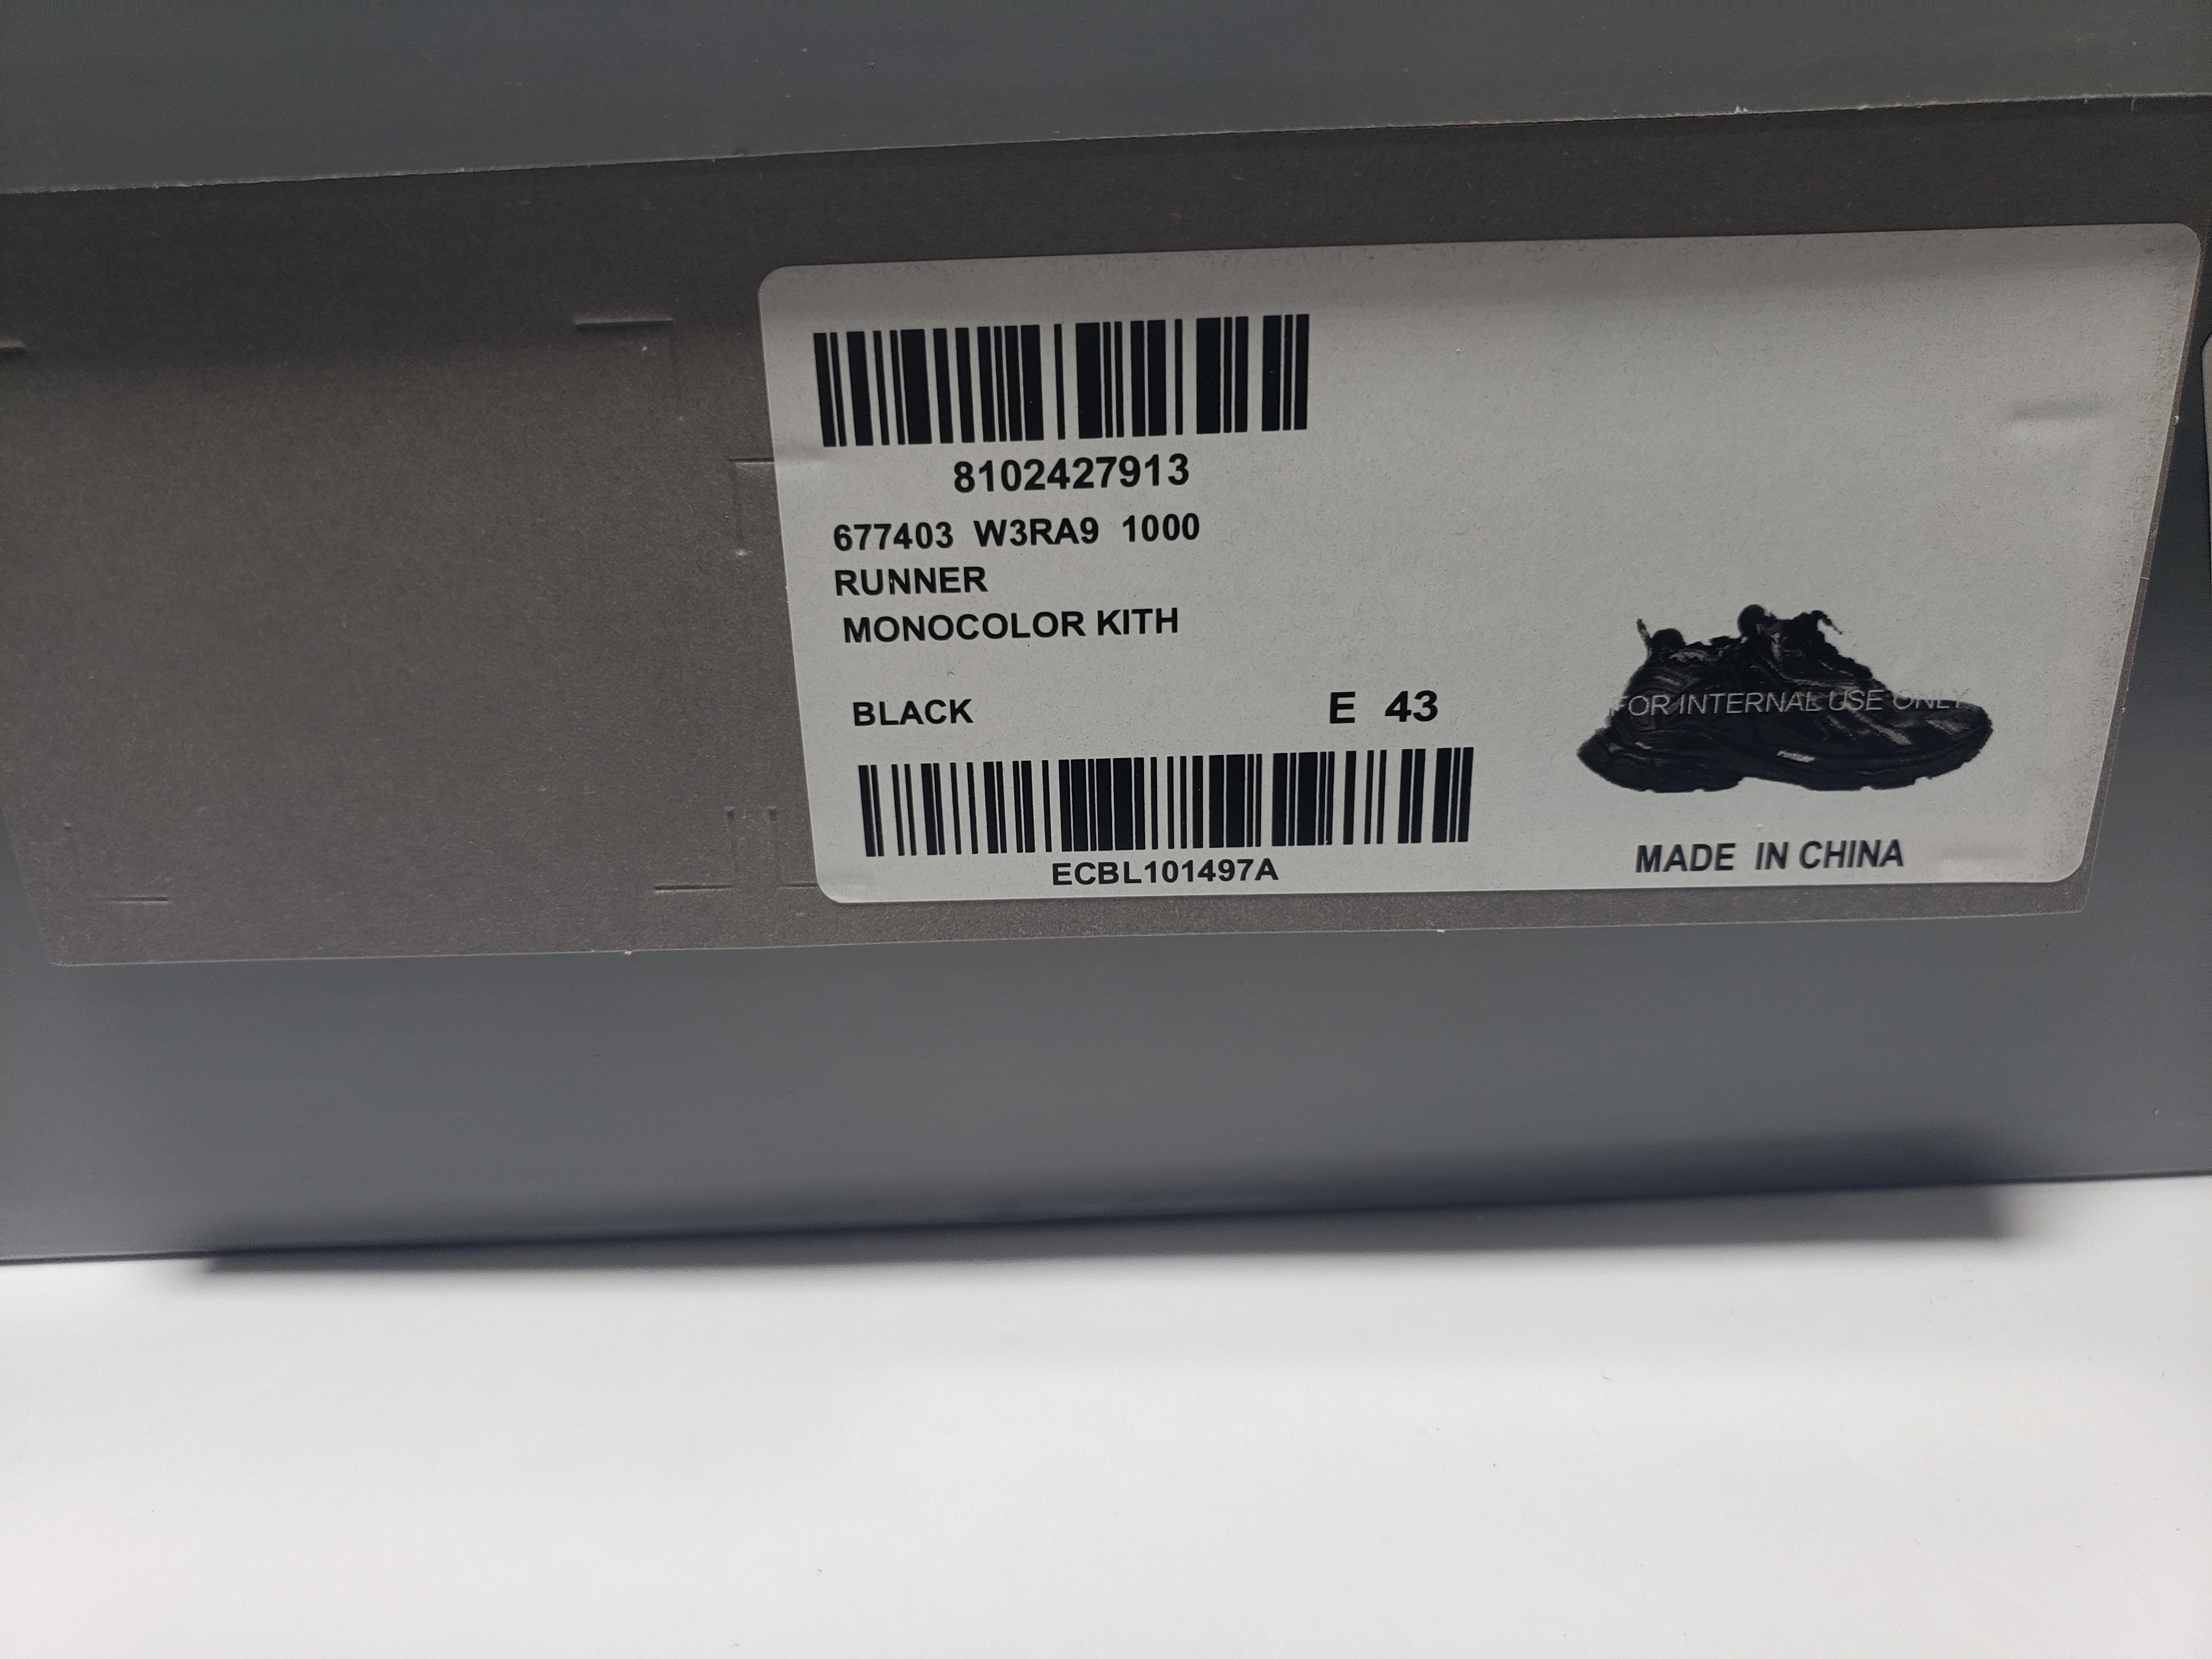 8102427913
677403 W3RA9 1000
RUNNER
MONOCOLOR KITH
BLACK E 43
FOR INTERNAL USE ONLY
ECBL101497A
MADE IN CHINA